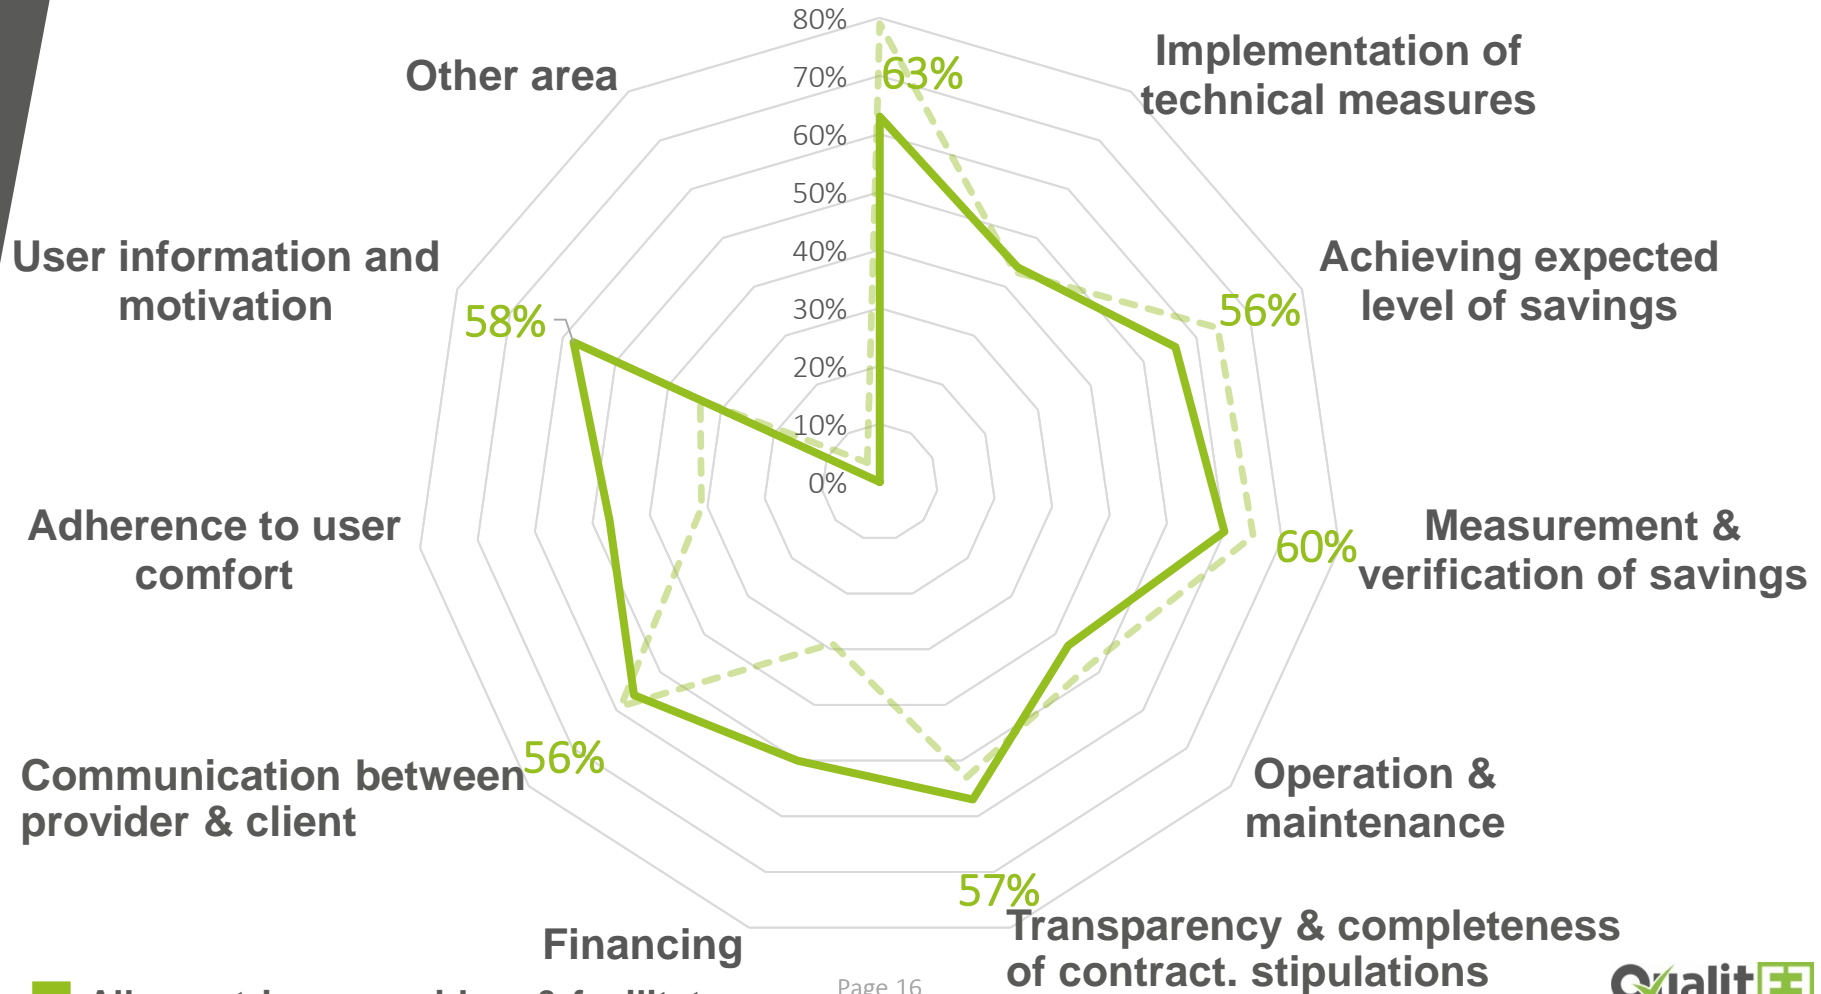 80%
70%
60%
50%
40%
30%
20%
10%
0%
63%
Implementation of
technical measures
56%
Achieving expected
level of savings
60%
Measurement &
verification of savings
Operation &
maintenance
57%
Transparency & completeness
of contract. stipulations
Financing
56%
Communication between
provider & client
Adherence to user
comfort
58%
User information and
motivation
Other area
Page 16
Qualit